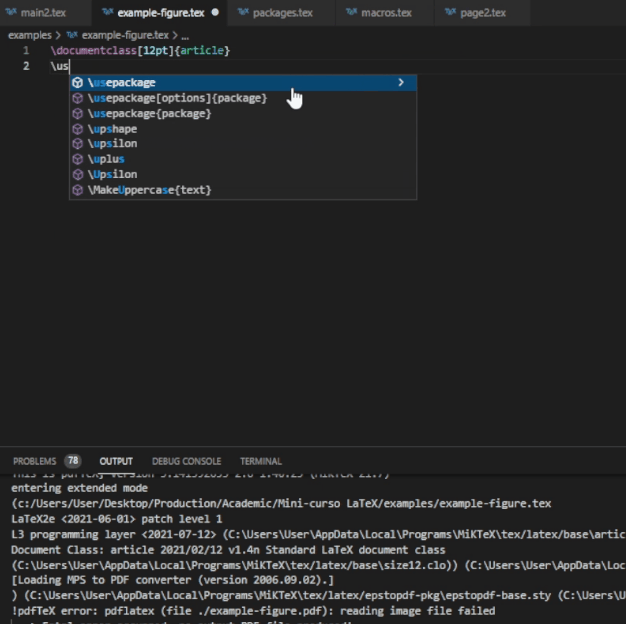 main2.tex example-figure.tex packages.tex macros.tex page2.tex
examples > example-figure.tex > ...
1 \documentclass[12pt]{article}
2 \us
\usepackage
\usepackage[options]{package}
\usepackage{package}
\upshape
\upsilon
\uplus
\Upsilon
\MakeUppercase{text}
PROBLEMS 78 OUTPUT DEBUG CONSOLE TERMINAL
entering extended mode
(c:/Users/User/Desktop/Production/Academic/Mini-curso LaTeX/examples/example-figure.tex
LaTeX2e <2021-06-01> patch level 1
L3 programming layer <2021-07-12> (C:\Users\User\AppData\Local\Programs\MiKTeX\tex/latex/base\artic
Document Class: article 2021/02/12 v1.4n Standard LaTeX document class
(C:\Users\User\AppData\Local\Programs\MiKTeX\tex/latex/base\size12.clo)) (C:\Users\User\AppData\Loc
[Loading MPS to PDF converter (version 2006.09.02).]
) (C:\Users\User\AppData\Local\Programs\MiKTeX\tex/latex/epstopdf-pkg\epstopdf-base.sty (C:\Users\U
!pdfTeX error: pdflatex (file ./example-figure.pdf): reading image file failed